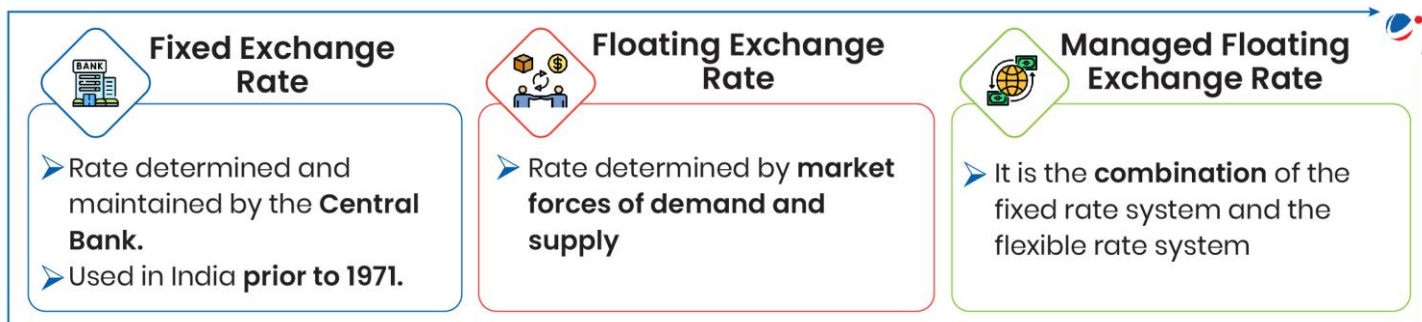 Fixed Exchange
Rate
BANK
Rate determined and
maintained by the Central
Bank.
Used in India prior to 1971.
Floating Exchange
Rate
$
Rate determined by market
forces of demand and
supply
Managed Floating
Exchange Rate
It is the combination of the
fixed rate system and the
flexible rate system